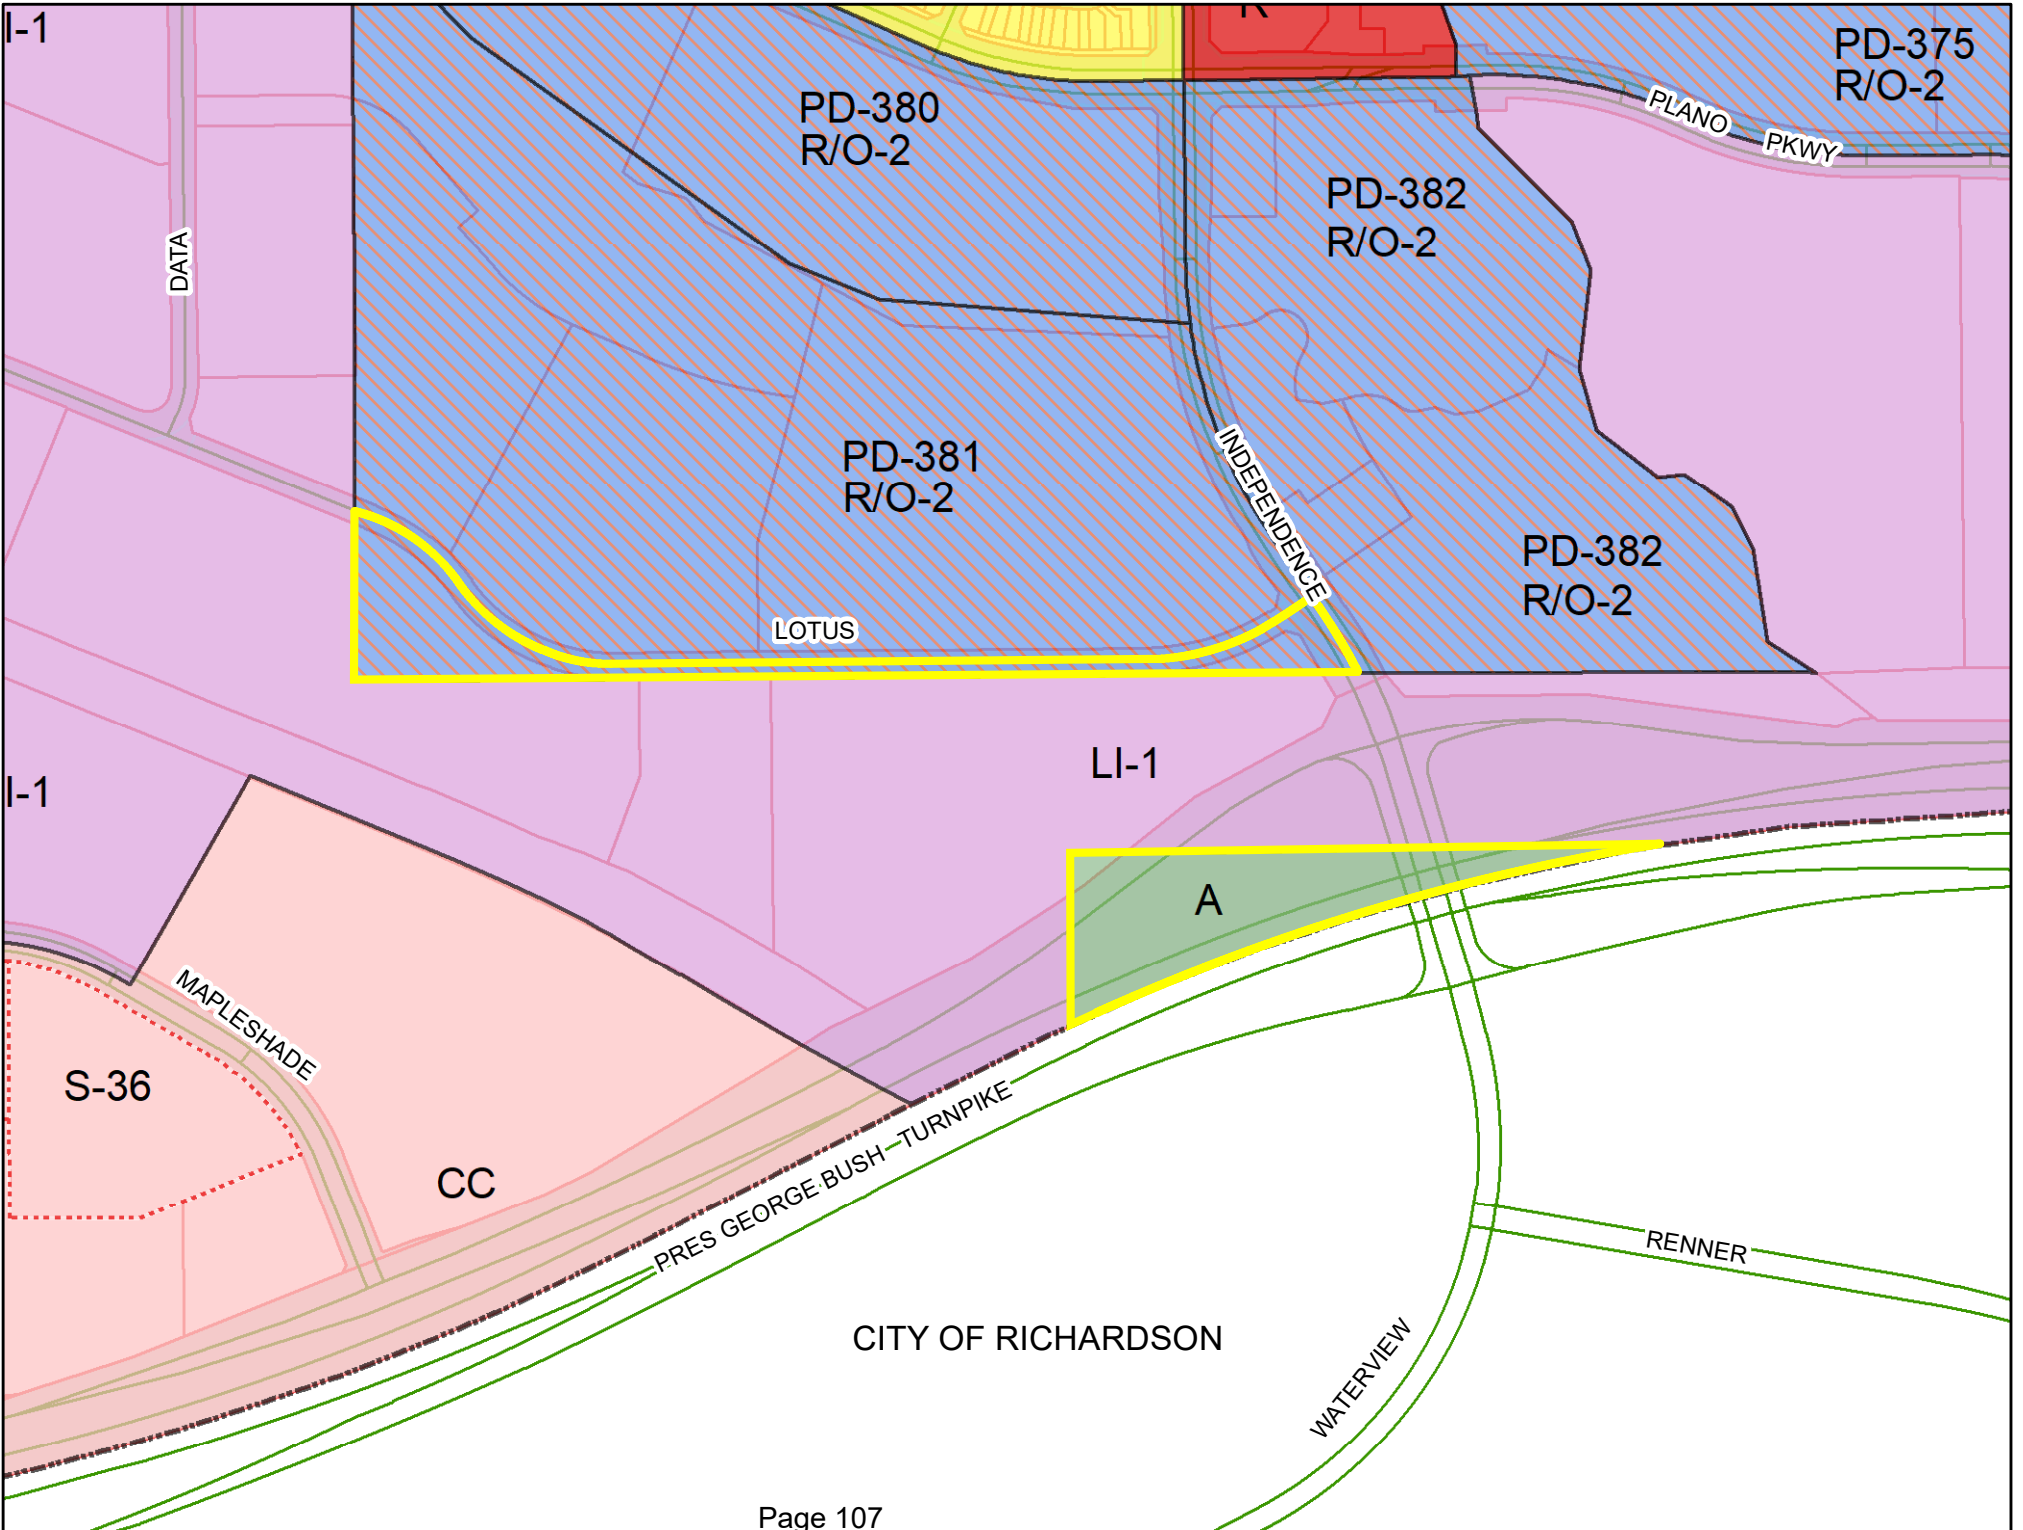 I-1
R
PD-375
R/O-2
PD-380
R/O-2
PLANO
PKWY
PD-382
R/O-2
DATA
PD-381
R/O-2
INDEPENDENCE
PD-382
R/O-2
LOTUS
LI-1
I-1
A
MAPLESHADE
S-36
CC
PRES GEORGE BUSH TURNPIKE
RENNER
CITY OF RICHARDSON
WATERVIEW
Page 107